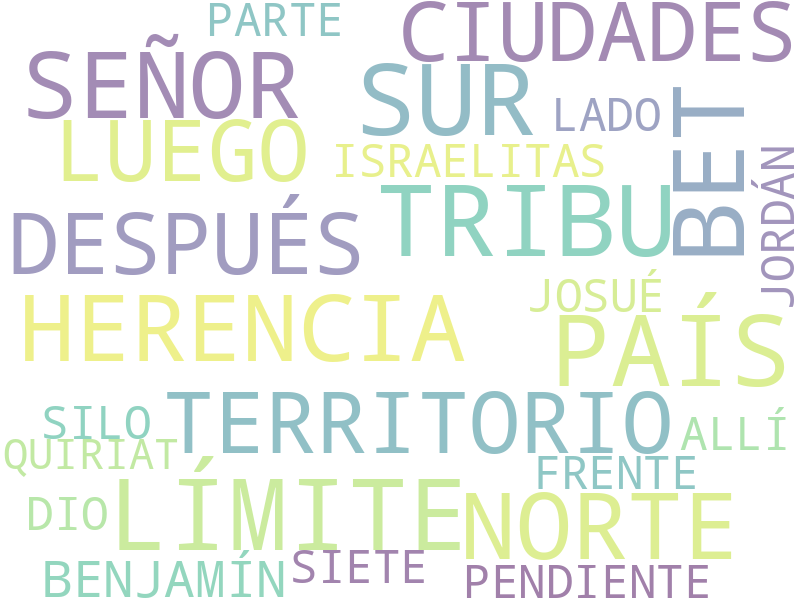 PARTE
CIUDADES
SEÑOR
SUR
LADO
LUEGO
ISRAELITAS
BET
JORDÁN
DESPUÉS
TRIBU
HERENCIA
JOSUÉ
PAÍS
SILO
TERRITORIO
ALLÍ
QUIRIAT
FRENTE
DIO
LÍMITE
NORTE
BENJAMÍN
SIETE
PENDIENTE